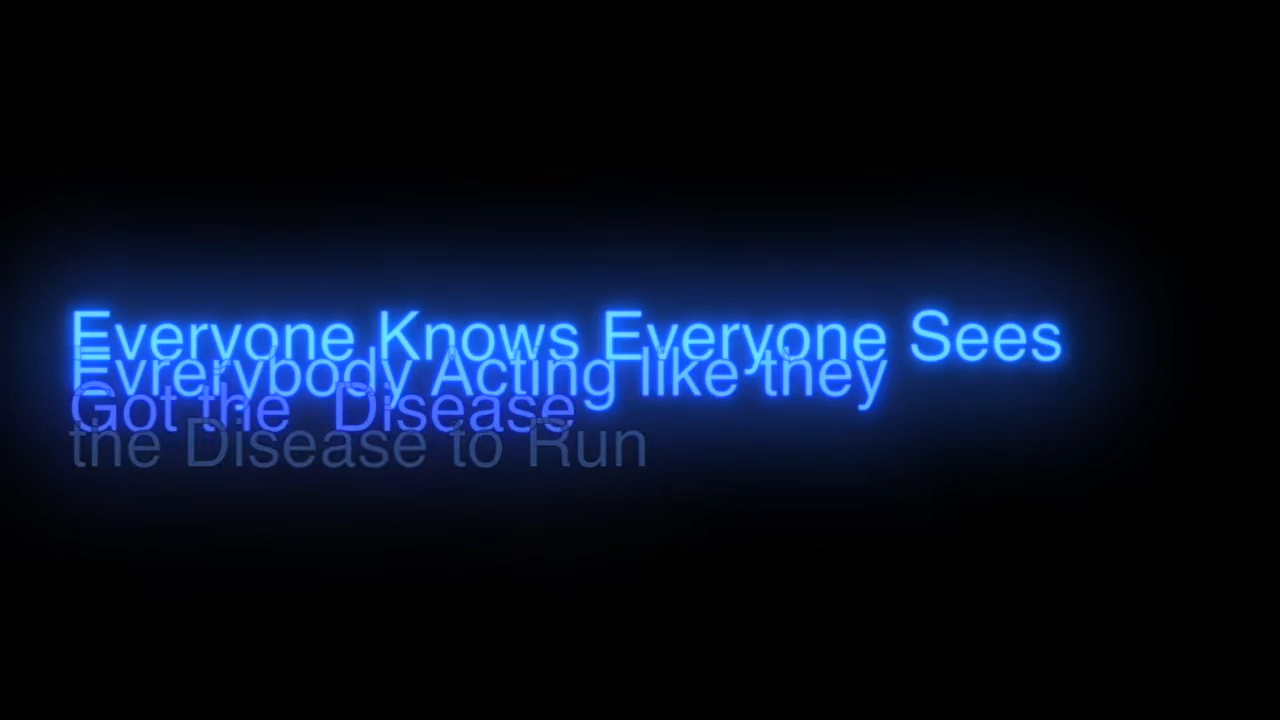 Everyone Knows Everyone Sees
Evrerybody Acting like they
Got the Disease
the Disease to Run